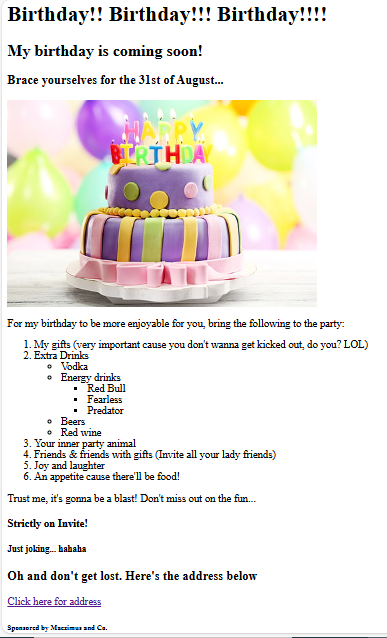 Birthday!! Birthday!!! Birthday!!!!
My birthday is coming soon!
Brace yourselves for the 31st of August...
HAPPY
BIRTHDAY
For my birthday to be more enjoyable for you, bring the following to the party:
1. My gifts (very important cause you don't wanna get kicked out, do you? LOL)
2. Extra Drinks
Vodka
Energy drinks
Red Bull
Fearless
Predator
Beers
Red wine
3. Your inner party animal
4. Friends & friends with gifts (Invite all your lady friends)
5. Joy and laughter
6. An appetite cause there'll be food!
Trust me, it's gonna be a blast! Don't miss out on the fun...
Strictly on Invite!
Just joking... hahaha
Oh and don't get lost. Here's the address below
Click here for address
Sponsored by Maczimus and Co.